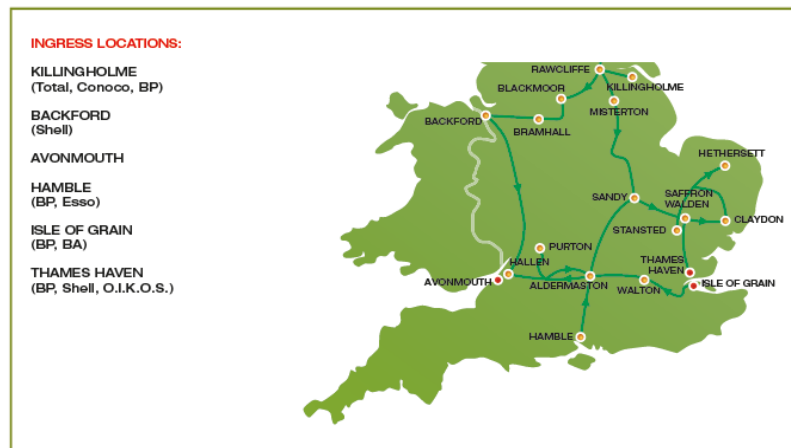 INGRESS LOCATIONS:
KILLINGHOLME
(Total, Conoco, BP)
BACKFORD
(Shell)
AVONMOUTH
HAMBLE
(BP, Esso)
ISLE OF GRAIN
(BP, BA)
THAMES HAVEN
(BP, Shell, O.I.K.O.S.)
RAWCLIFFE
BLACKMOOR
KILLINGHOLME
MISTERTON
BACKFORD
BRAMHALL
HETHERSETT
SANDY
SAFFRON
WALDEN
CLAYDON
STANSTED
PURTON
HALLEN
THAMES
HAVEN
AVONMOUTH
ALDERMASTON
WALTON
ISLE OF GRAIN
HAMBLE